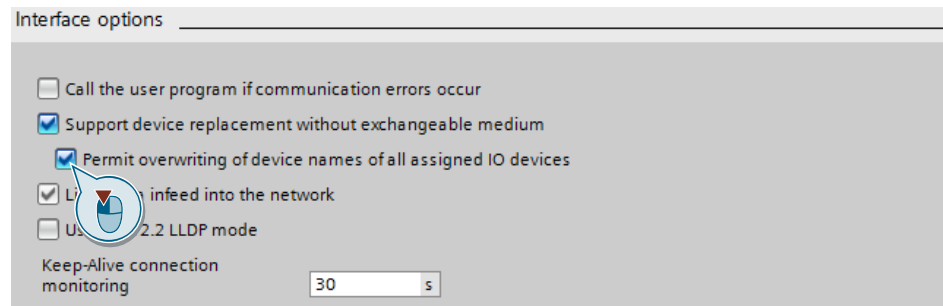 Interface options
Call the user program if communication errors occur
Support device replacement without exchangeable medium
Permit overwriting of device names of all assigned IO devices
infeed into the network
2.2 LLDP mode
Keep-Alive connection
monitoring
30 s